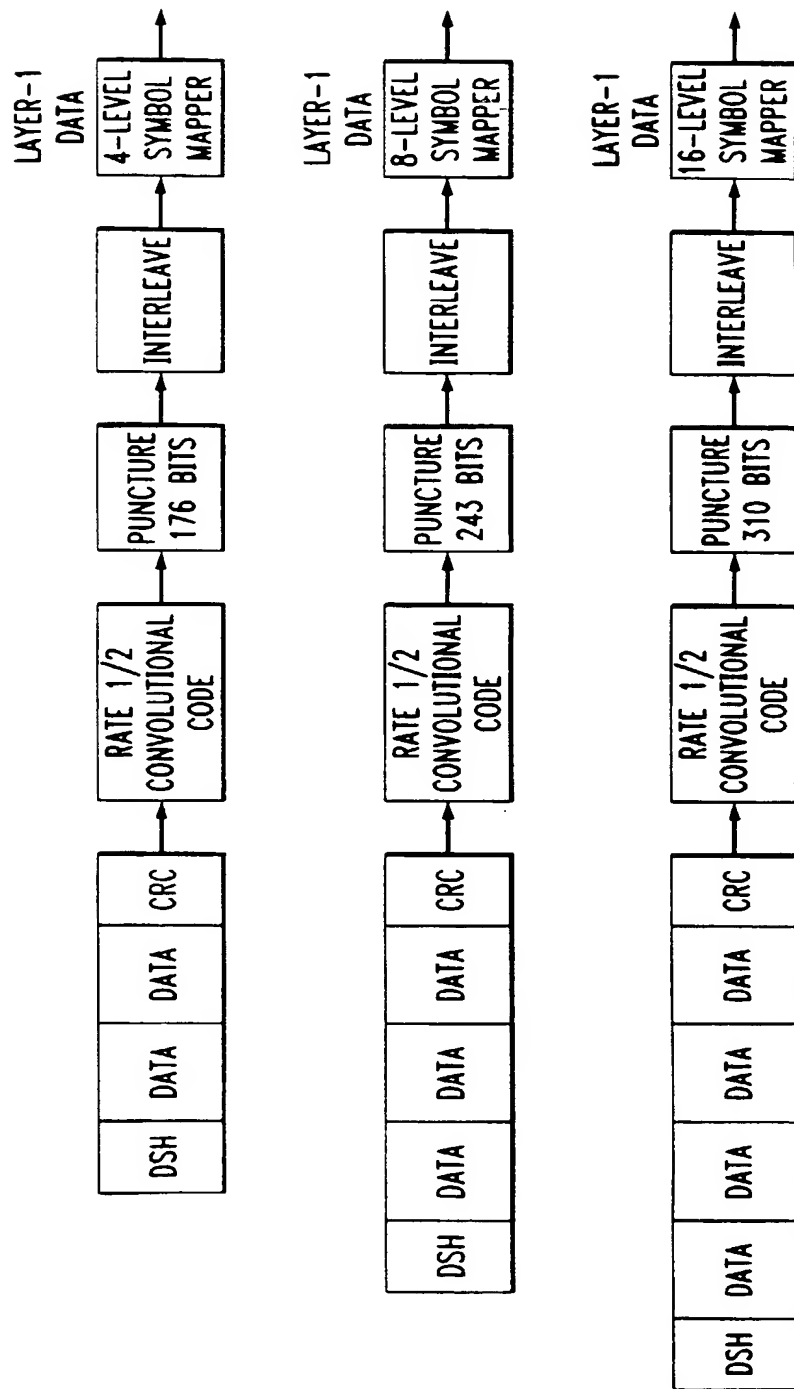 DSH
DATA
DATA
CRC
RATE 1/2
CONVOLUTIONAL
CODE
PUNCTURE
176 BITS
INTERLEAVE
LAYER-1
DATA
4-LEVEL
SYMBOL
MAPPER
DSH
DATA
DATA
DATA
CRC
RATE 1/2
CONVOLUTIONAL
CODE
PUNCTURE
243 BITS
INTERLEAVE
LAYER-1
DATA
8-LEVEL
SYMBOL
MAPPER
DSH
DATA
DATA
DATA
DATA
CRC
RATE 1/2
CONVOLUTIONAL
CODE
PUNCTURE
310 BITS
INTERLEAVE
LAYER-1
DATA
16-LEVEL
SYMBOL
MAPPER